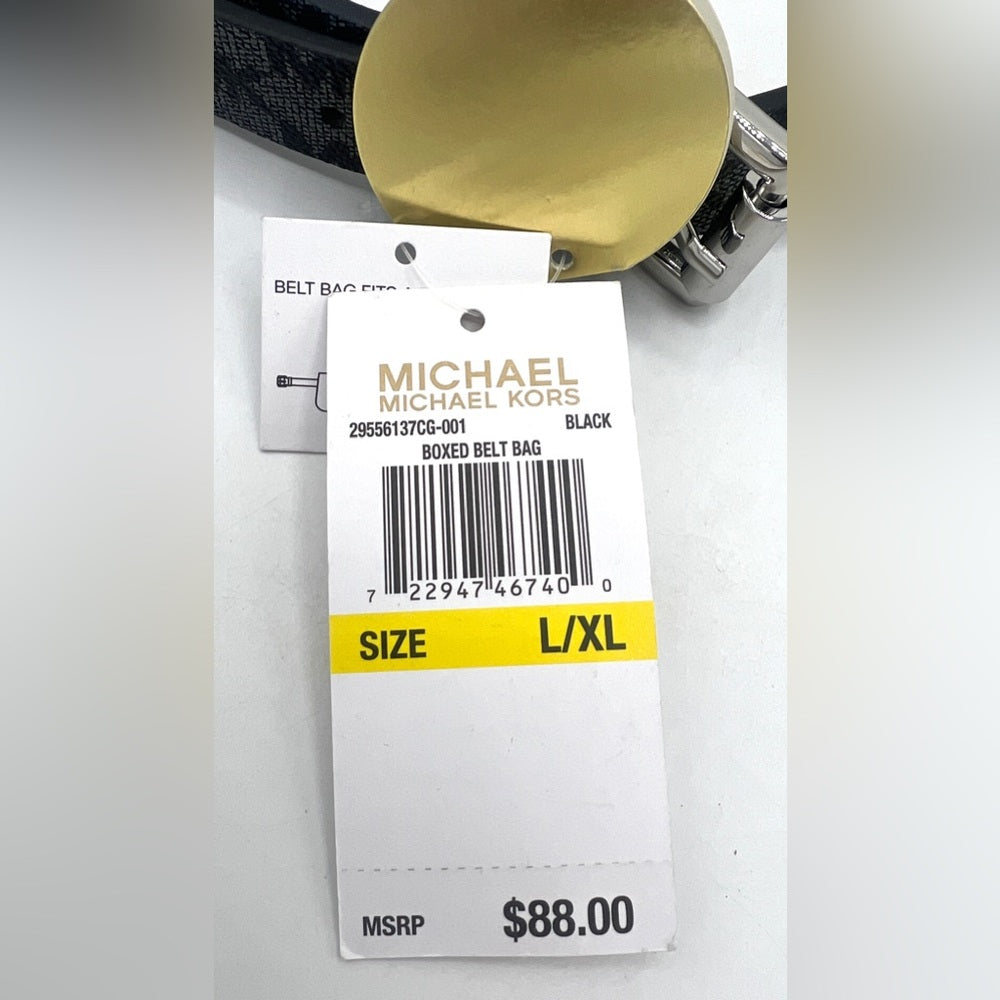 BELT BAG FITS
MICHAEL
MICHAEL KORS
29556137CG-001 BLACK
BOXED BELT BAG
7 22947 46740 0
SIZE L/XL
MSRP $88.00